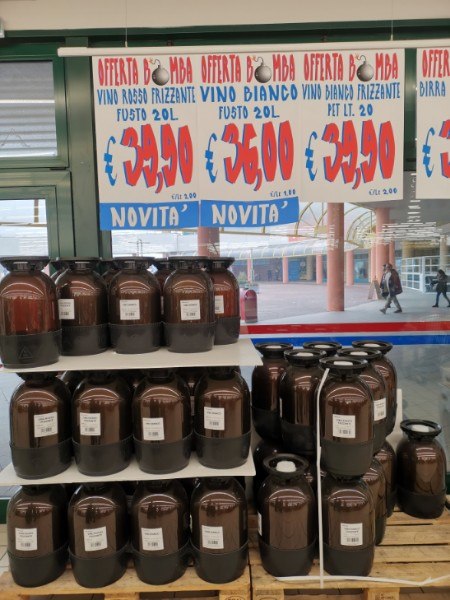 OFFERTA BOMBA
VINO ROSSO FRIZZANTE
FUSTO 20L.
€ 39,90
€/Lt 2,00
NOVITA'
OFFERTA BOMBA
VINO BIANCO
FUSTO 20L.
€ 36,00
€/Lt 1,80
NOVITA'
OFFERTA BOMBA
VINO BIANCO FRIZZANTE
PET LT. 20
€ 39,90
€/Lt 2,00
OFFER
BIRRA
€